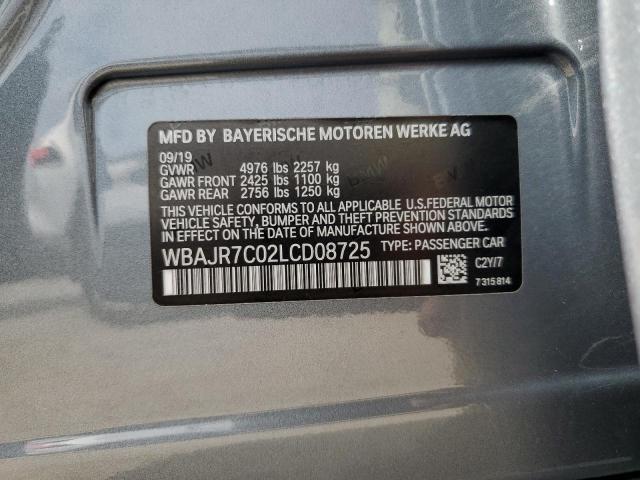 MFD BY BAYERISCHE MOTOREN WERKE AG
09/19
GVWR 4976 lbs 2257 kg
GAWR FRONT 2425 lbs 1100 kg
GAWR REAR 2756 lbs 1250 kg
THIS VEHICLE CONFORMS TO ALL APPLICABLE U.S.FEDERAL MOTOR
VEHICLE SAFETY, BUMPER, AND THEFT PREVENTION STANDARDS IN
EFFECT ON THE DATE OF MANUFACTURE SHOWN ABOVE.
WBAJR7C02LCD08725 TYPE: PASSENGER CAR
C2Y/7
7315814